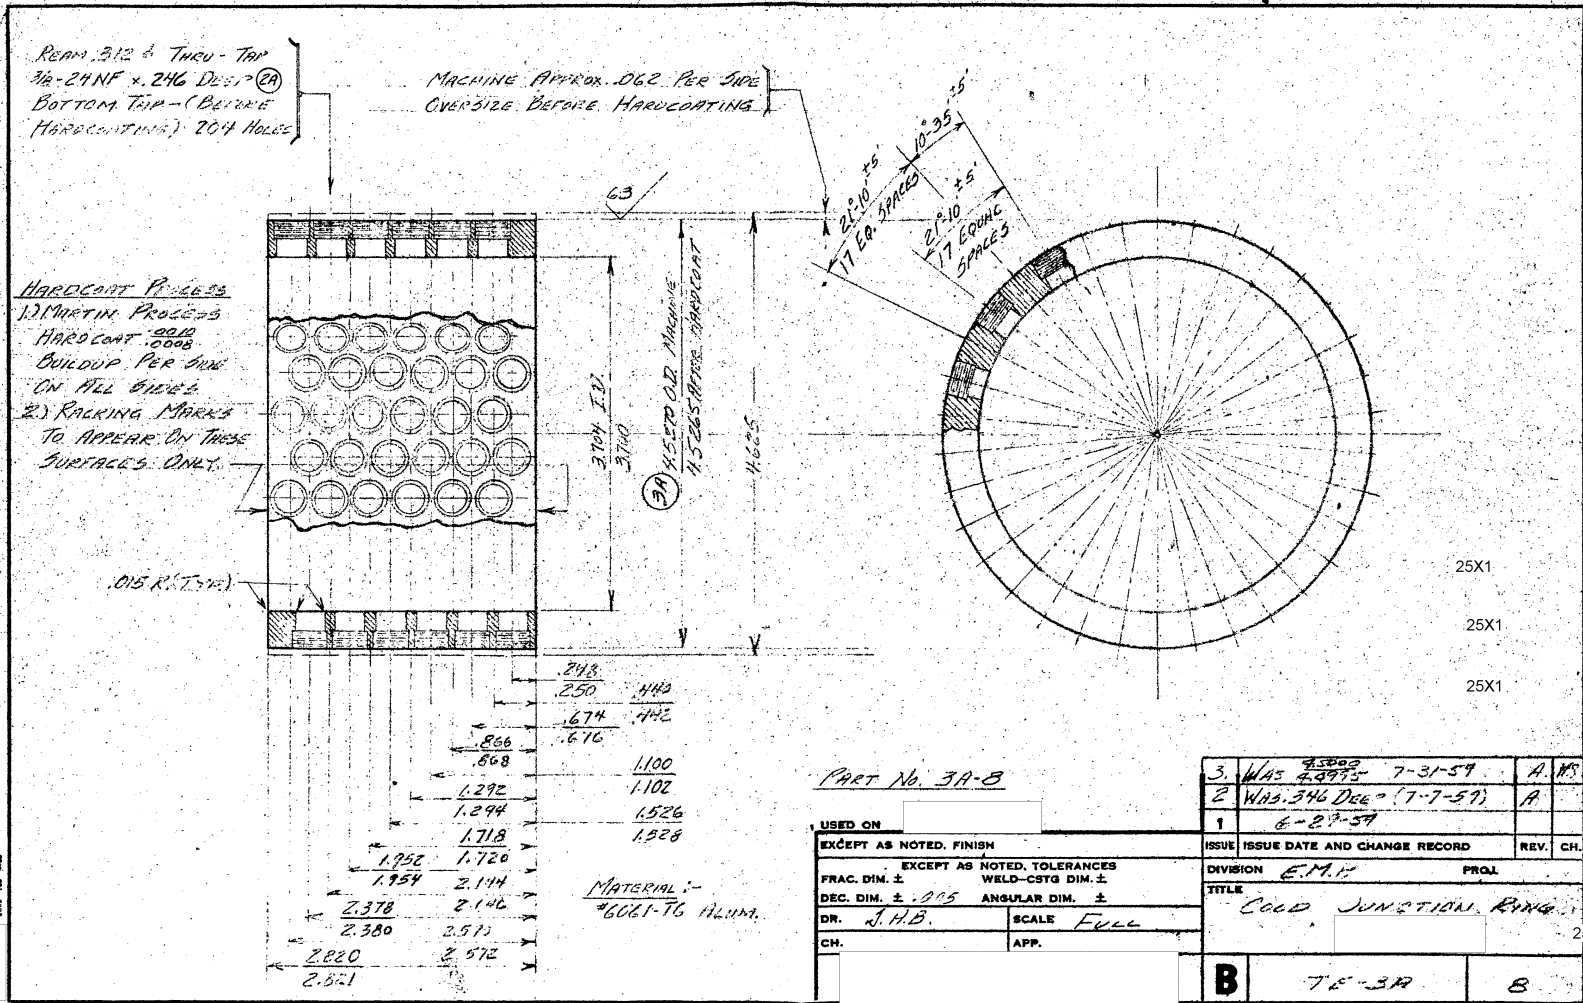 REAM .312 THRU - TAP
3/8-24NF x .246 DEEP 2A
BOTTOM TAP - (BEFORE
HARDCOATING) 204 HOLES
MACHINE APPROX .062 PER SIDE
OVERSIZE BEFORE HARDCOATING
63
21°-10' ±5'
17 EQ. SPACES
10°-35' ±5'
21°-10' ±5'
17 EQUAL
SPACES
HARDCOAT PROCESS
1.) MARTIN PROCESS
HARDCOAT .0010
.0008
BUILDUP PER SIDE
ON ALL SIDES
2) RACKING MARKS
TO APPEAR ON THESE
SURFACES ONLY
.015 R. (TYP.)
3.704 I.D.
3.700
3A
O.D. MACHINE
4.5265 AFTER HARDCOAT
4.625
.248
.250
.440
.442
.674
.676
.866
.868
1.100
1.102
1.292
1.294
1.526
1.528
1.718
1.720
1.952
1.954
2.144
2.146
2.378
2.380
2.572
2.820
2.821
MATERIAL :-
#6061-T6 ALUM.
25X1
25X1
25X1
PART NO. 3A-8
USED ON
EXCEPT AS NOTED, FINISH
EXCEPT AS NOTED, TOLERANCES
FRAC. DIM. ± WELD-CSTG DIM. ±
DEC. DIM. ± .005 ANGULAR DIM. ±
DR. J.H.B. SCALE FULL
CH. APP.
3. WAS 4.5000 7-31-59 A
4.4995
2 WAS .346 DEEP (7-7-59) A
1 6-29-59
ISSUE ISSUE DATE AND CHANGE RECORD REV. CH.
DIVISION E.M.H PROJ.
TITLE
COLD JUNCTION RING
2
B TE-3A 8